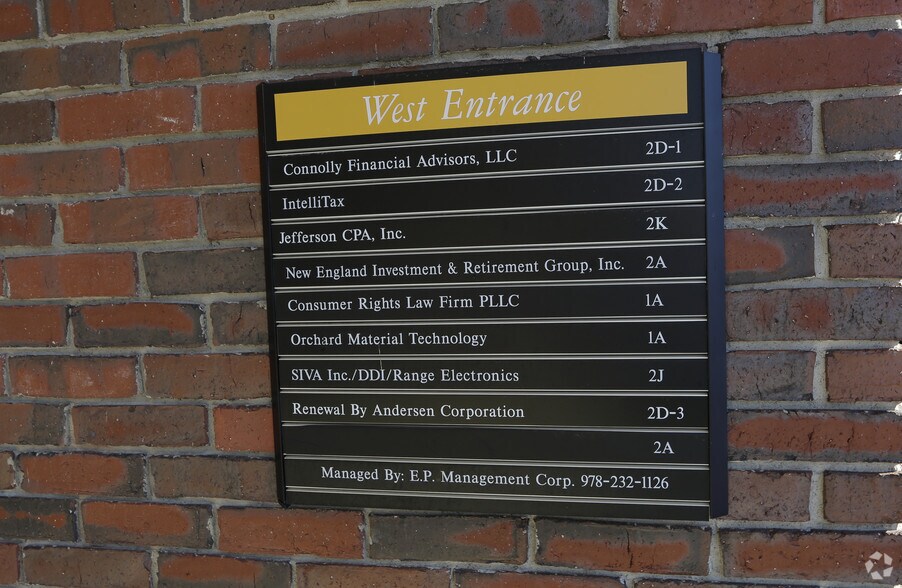 West Entrance
Connolly Financial Advisors, LLC 2D-1
IntelliTax 2D-2
Jefferson CPA, Inc. 2K
New England Investment & Retirement Group, Inc. 2A
Consumer Rights Law Firm PLLC 1A
Orchard Material Technology 1A
SIVA Inc./DDI/Range Electronics 2J
Renewal By Andersen Corporation 2D-3
2A
Managed By: E.P. Management Corp. 978-232-1126